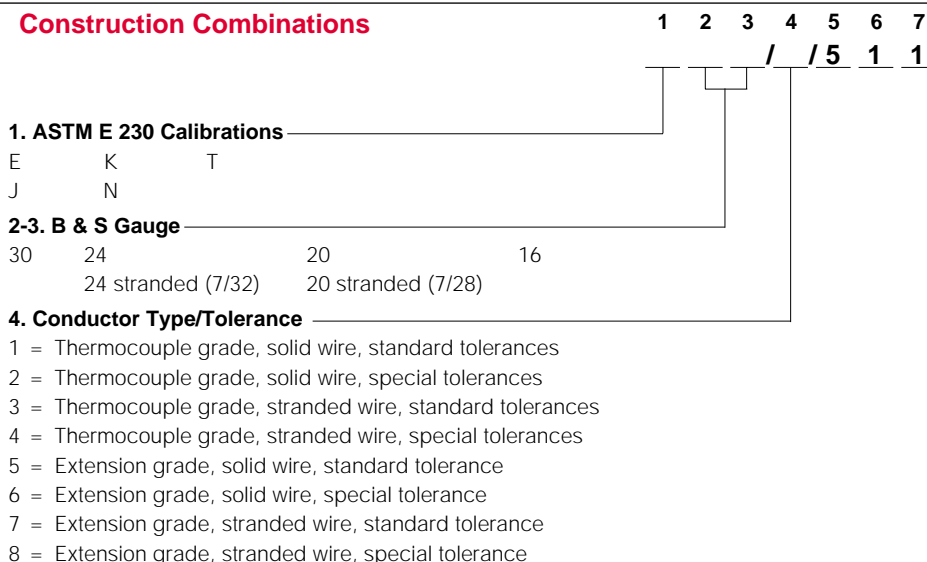 Construction Combinations 1 2 3 4 5 6 7
/ / 5 1 1
1. ASTM E 230 Calibrations
E K T
J N
2-3. B & S Gauge
30 24 20 16
24 stranded (7/32) 20 stranded (7/28)
4. Conductor Type/Tolerance
1 = Thermocouple grade, solid wire, standard tolerances
2 = Thermocouple grade, solid wire, special tolerances
3 = Thermocouple grade, stranded wire, standard tolerances
4 = Thermocouple grade, stranded wire, special tolerances
5 = Extension grade, solid wire, standard tolerance
6 = Extension grade, solid wire, special tolerance
7 = Extension grade, stranded wire, standard tolerance
8 = Extension grade, stranded wire, special tolerance